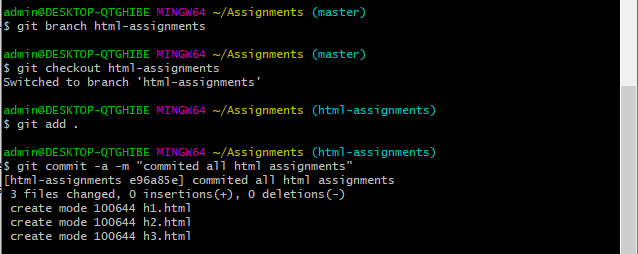 admin@DESKTOP-QTGHIBE MINGW64 ~/Assignments (master)
$ git branch html-assignments
admin@DESKTOP-QTGHIBE MINGW64 ~/Assignments (master)
$ git checkout html-assignments
Switched to branch 'html-assignments'
admin@DESKTOP-QTGHIBE MINGW64 ~/Assignments (html-assignments)
$ git add .
admin@DESKTOP-QTGHIBE MINGW64 ~/Assignments (html-assignments)
$ git commit -a -m "commited all html assignments"
[html-assignments e96a85e] commited all html assignments
3 files changed, 0 insertions(+), 0 deletions(-)
create mode 100644 h1.html
create mode 100644 h2.html
create mode 100644 h3.html